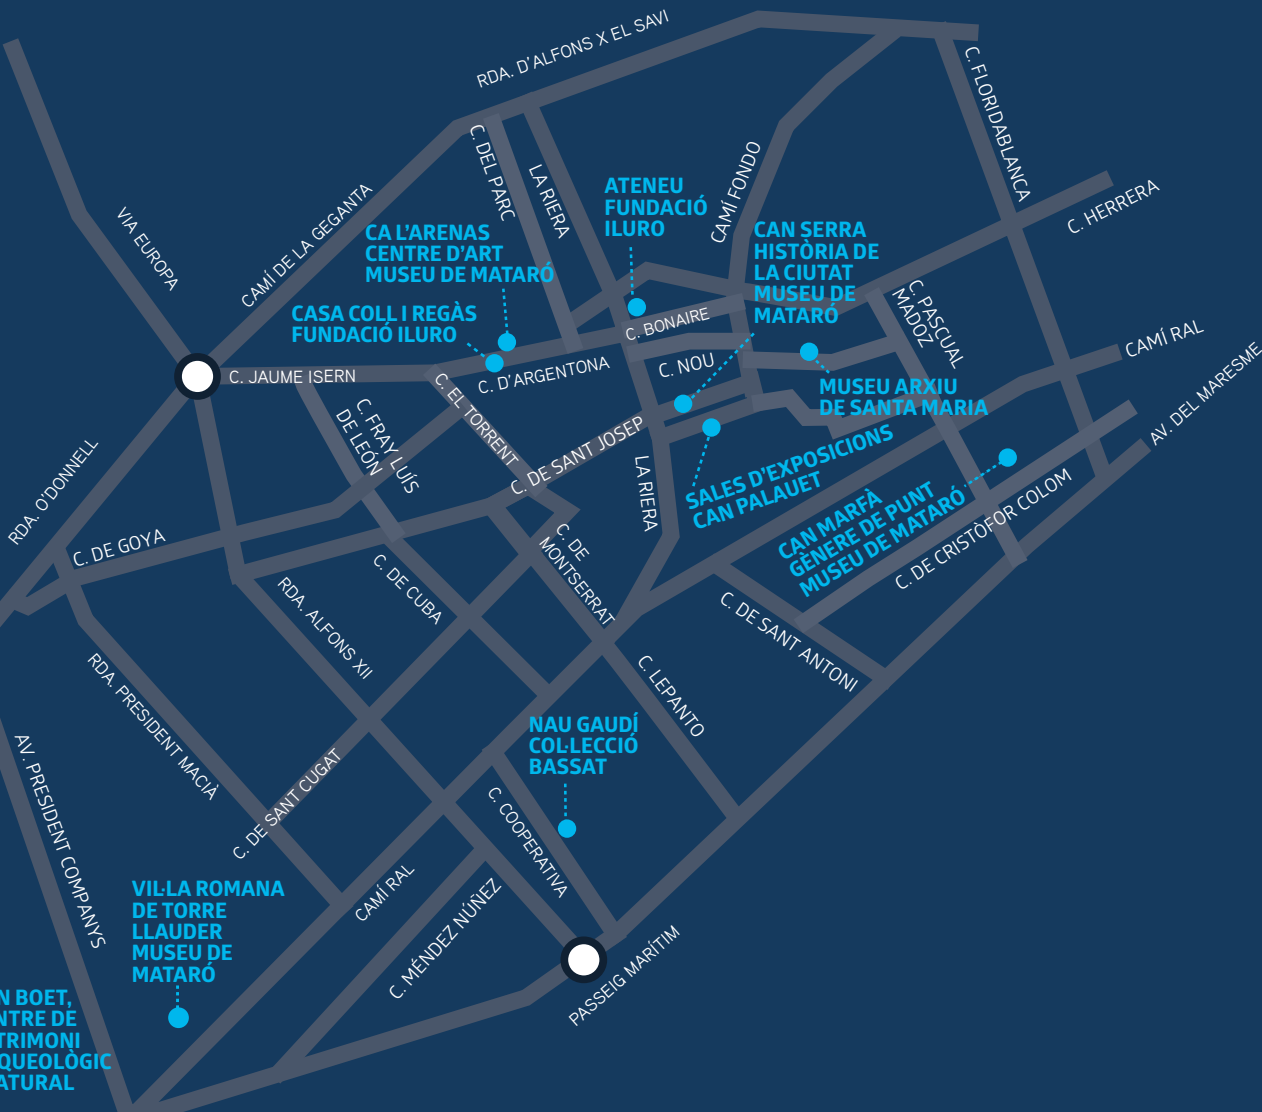 RDA. D'ALFONS X EL SAVI
C. FLORIDABLANCA
C. DEL PARC
LA RIERA
CAMÍ FONDO
C. HERRERA
VIA EUROPA
CAMÍ DE LA GEGANTA
ATENEU
FUNDACIÓ
ILURO
CA L'ARENAS
CENTRE D'ART
MUSEU DE MATARÓ
CAN SERRA
HISTÒRIA DE
LA CIUTAT
MUSEU DE
MATARÓ
CASA COLL I REGÀS
FUNDACIÓ ILURO
C. BONAIRE
C. PASCUAL
MADOZ
CAMÍ RAL
C. JAUME ISERN
C. D'ARGENTONA
C. NOU
MUSEU ARXIU
DE SANTA MARIA
AV. DEL MARESME
C. EL TORRENT
C. FRAY LUÍS
DE LEÓN
C. DE SANT JOSEP
LA RIERA
SALES D'EXPOSICIONS
CAN PALAUET
CAN MARFÀ
GÈNERE DE PUNT
MUSEU DE MATARÓ
C. DE CRISTÒFOR COLOM
RDA. O'DONNELL
C. DE GOYA
C. DE
MONTSERRAT
C. DE CUBA
RDA. ALFONS XII
C. DE SANT ANTONI
RDA. PRESIDENT MACIÀ
C. LEPANTO
NAU GAUDÍ
COL·LECCIÓ
BASSAT
AV. PRESIDENT COMPANYS
C. DE SANT CUGAT
C. COOPERATIVA
CAMÍ RAL
C. MÉNDEZ NÚÑEZ
VIL·LA ROMANA
DE TORRE
LLAUDER
MUSEU DE
MATARÓ
PASSEIG MARÍTIM
N BOET,
NTRE DE
TRIMONI
QUEOLÒGIC
ATURAL